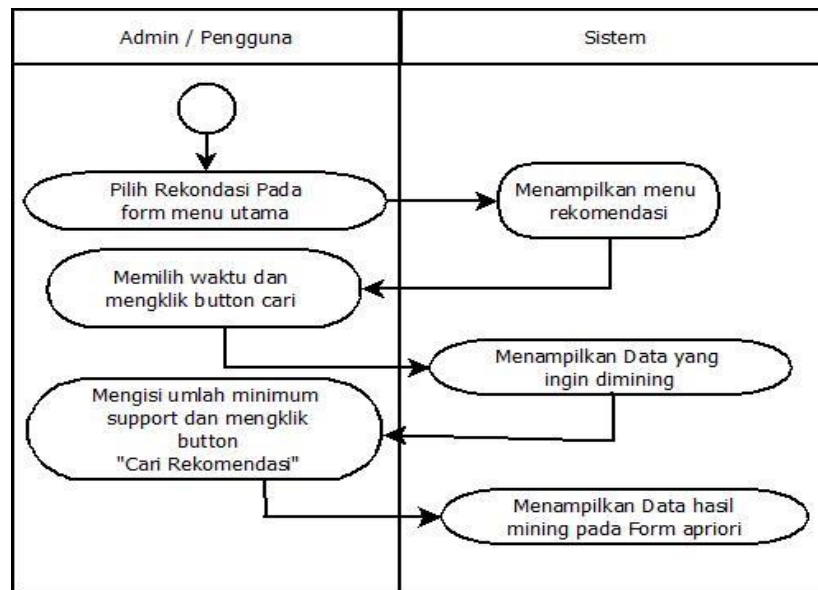 Admin / Pengguna
Sistem
Pilih Rekondasi Pada
form menu utama
Menampilkan menu
rekomendasi
Memilih waktu dan
mengklik button cari
Menampilkan Data yang
ingin dimining
Mengisi umlah minimum
support dan mengklik
button
"Cari Rekomendasi"
Menampilkan Data hasil
mining pada Form apriori